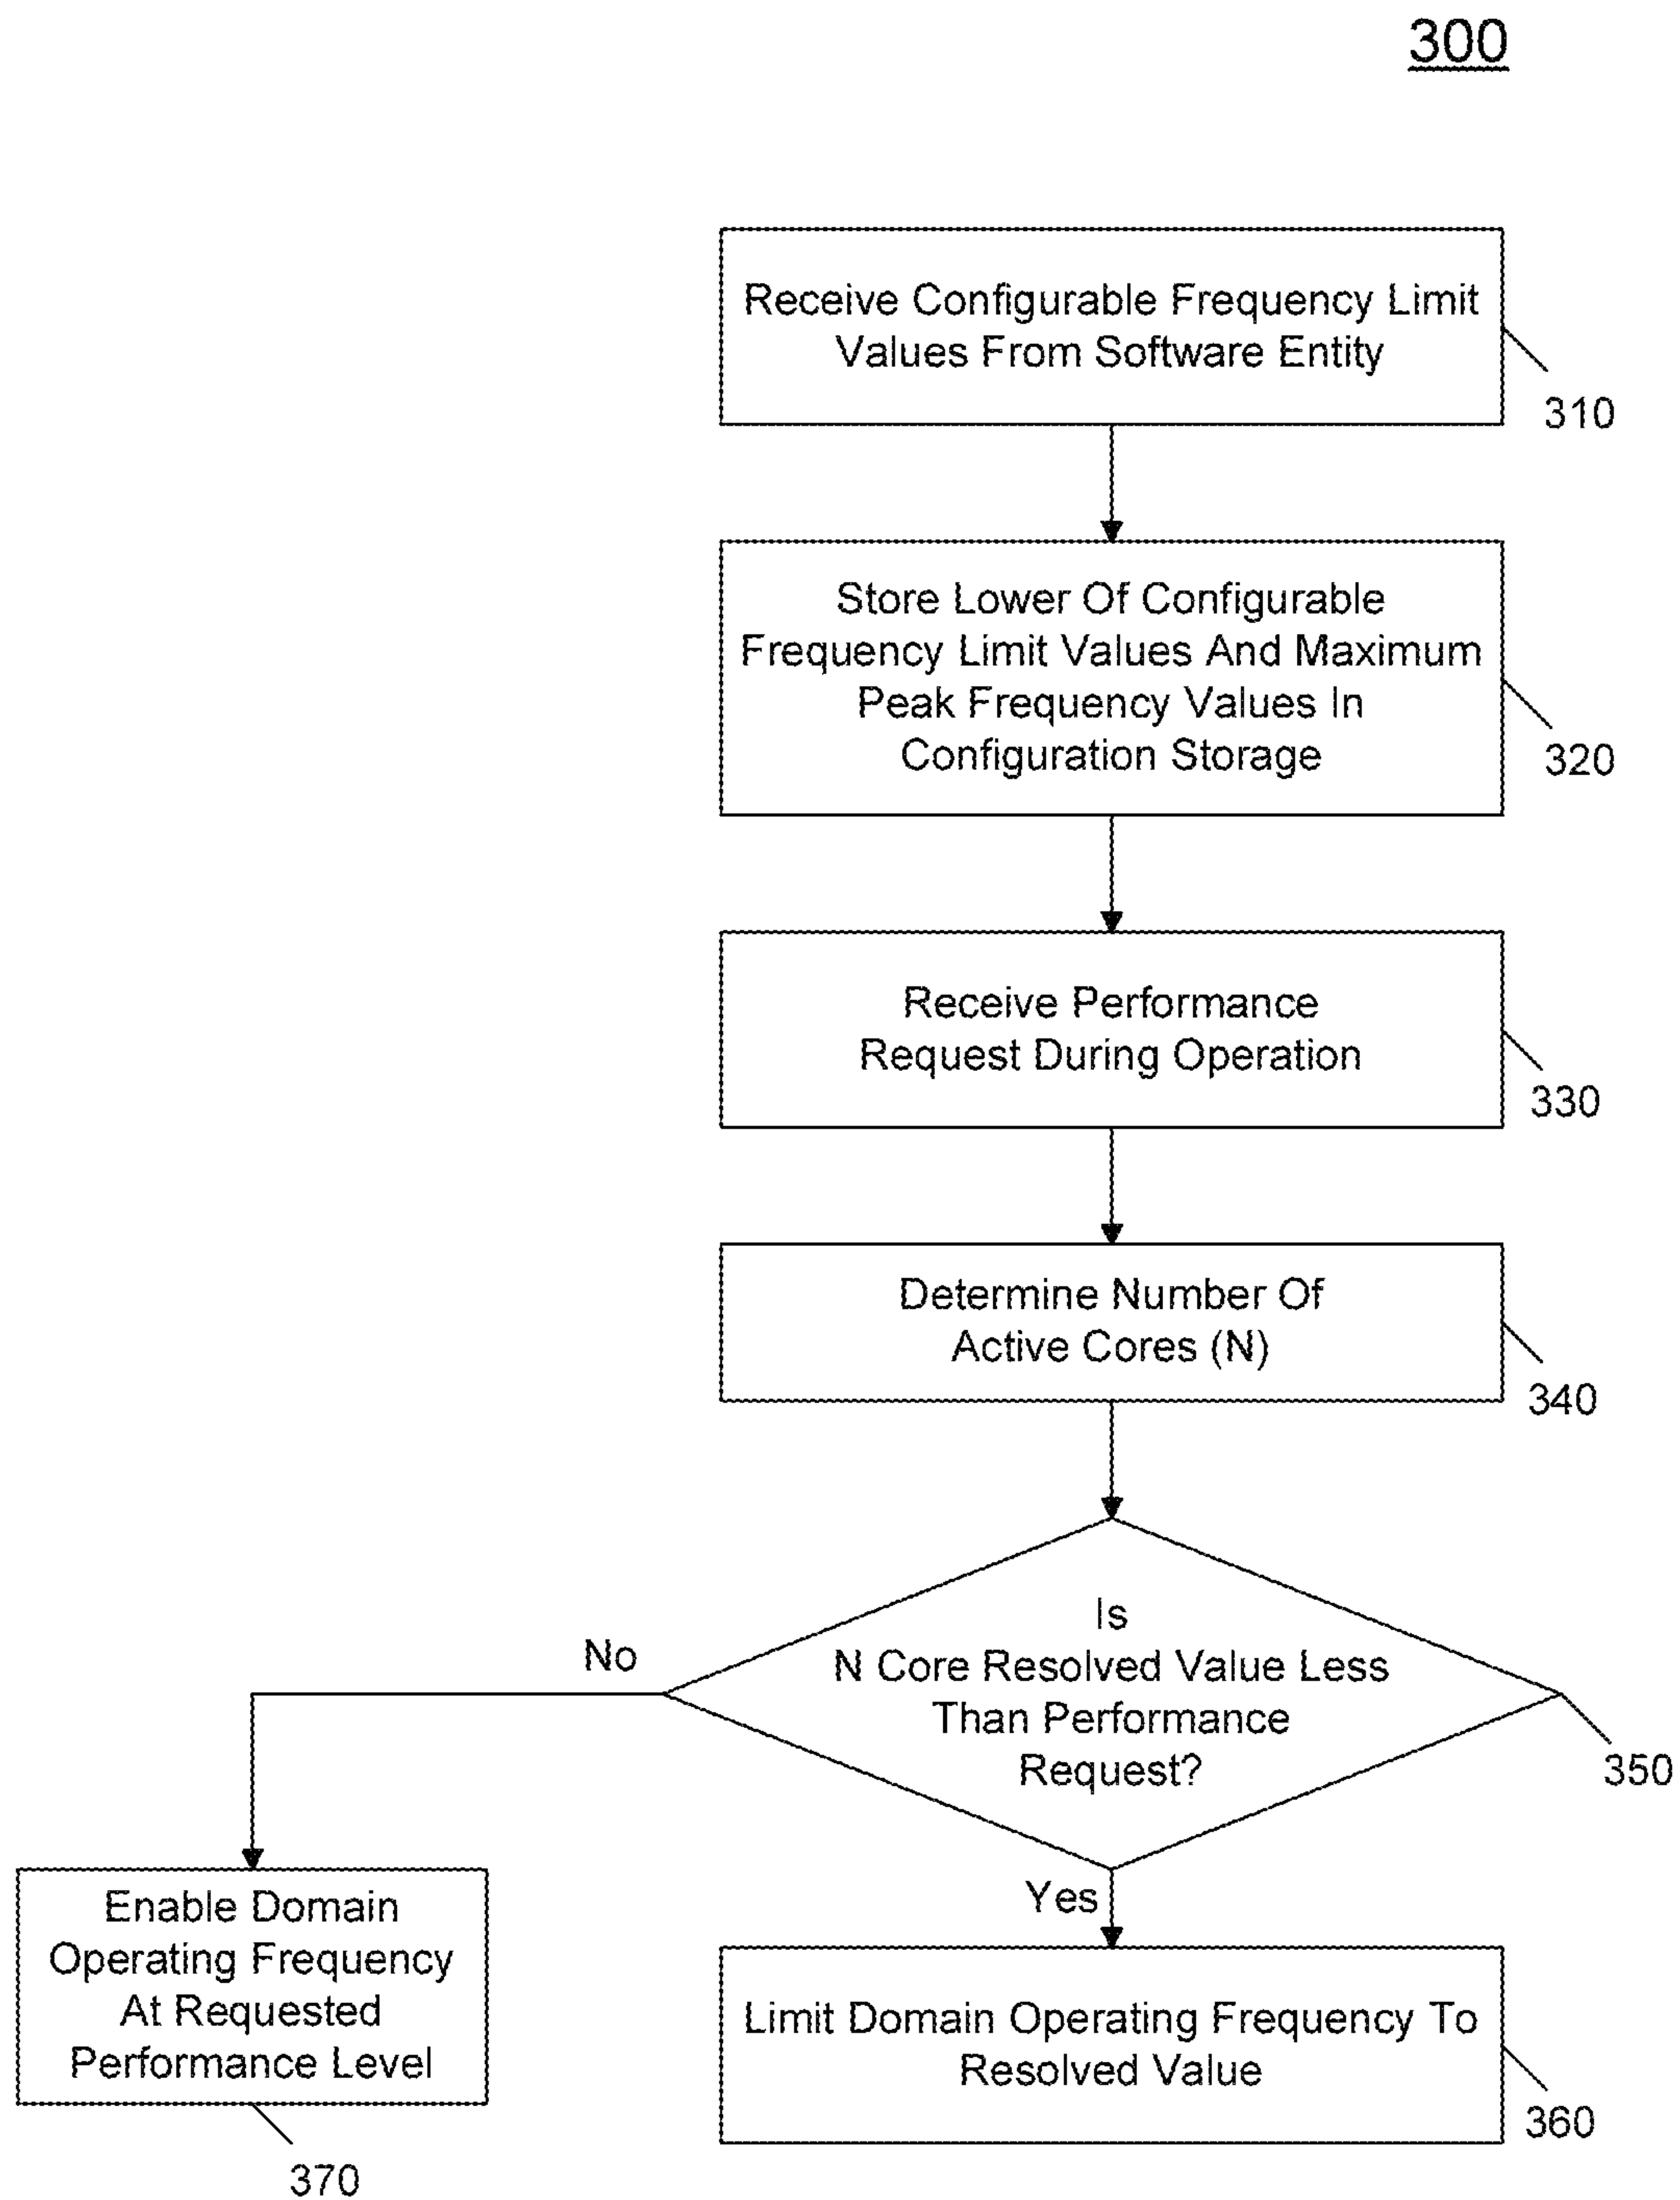 300
Receive Configurable Frequency Limit
Values From Software Entity
310
Store Lower Of Configurable
Frequency Limit Values And Maximum
Peak Frequency Values In
Configuration Storage
320
Receive Performance
Request During Operation
330
Determine Number Of
Active Cores (N)
340
Is
N Core Resolved Value Less
Than Performance
Request?
350
No
Yes
Enable Domain
Operating Frequency
At Requested
Performance Level
370
Limit Domain Operating Frequency To
Resolved Value
360